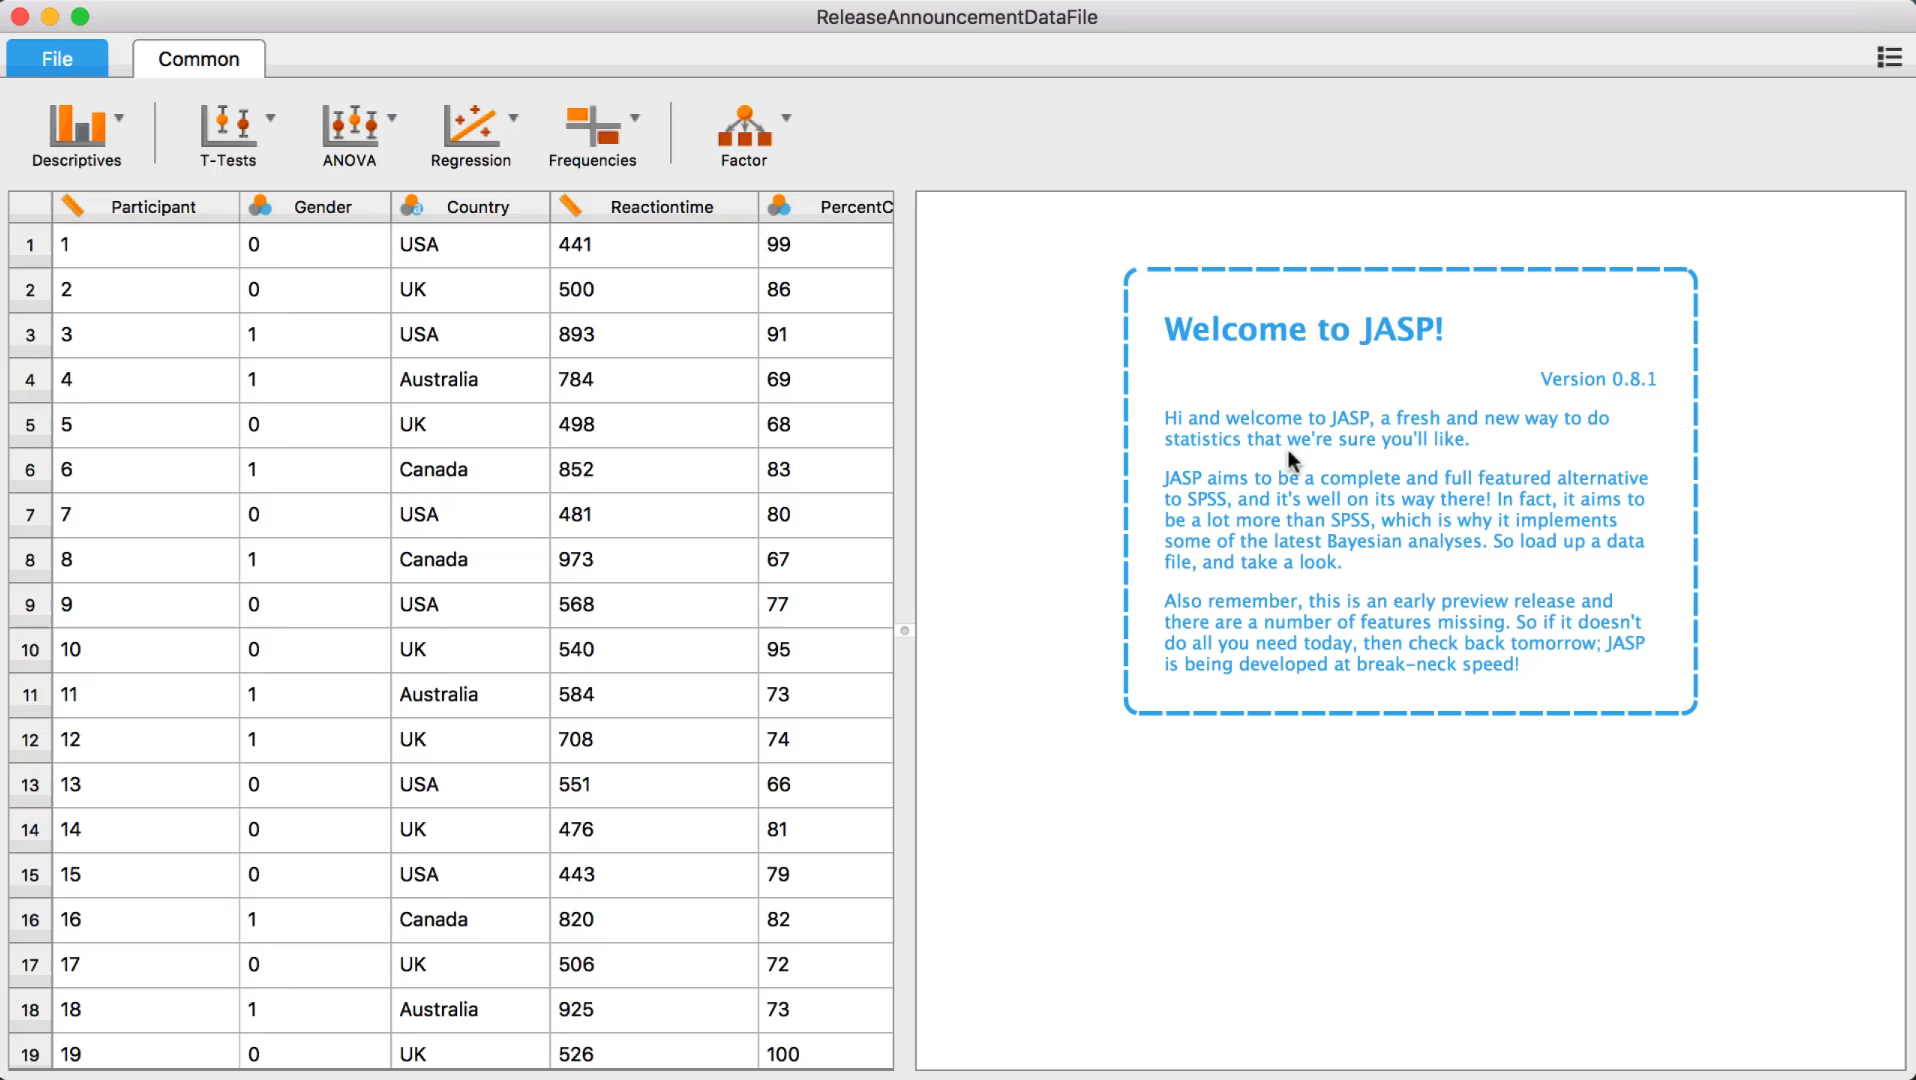 ReleaseAnnouncementDataFile
File Common
Descriptives T-Tests ANOVA Regression Frequencies Factor
Participant Gender Country Reactiontime PercentC
1 1 0 USA 441 99
2 2 0 UK 500 86
3 3 1 USA 893 91
4 4 1 Australia 784 69
5 5 0 UK 498 68
6 6 1 Canada 852 83
7 7 0 USA 481 80
8 8 1 Canada 973 67
9 9 0 USA 568 77
10 10 0 UK 540 95
11 11 1 Australia 584 73
12 12 1 UK 708 74
13 13 0 USA 551 66
14 14 0 UK 476 81
15 15 0 USA 443 79
16 16 1 Canada 820 82
17 17 0 UK 506 72
18 18 1 Australia 925 73
19 19 0 UK 526 100
Welcome to JASP!
Version 0.8.1
Hi and welcome to JASP, a fresh and new way to do
statistics that we're sure you'll like.
JASP aims to be a complete and full featured alternative
to SPSS, and it's well on its way there! In fact, it aims to
be a lot more than SPSS, which is why it implements
some of the latest Bayesian analyses. So load up a data
file, and take a look.
Also remember, this is an early preview release and
there are a number of features missing. So if it doesn't
do all you need today, then check back tomorrow; JASP
is being developed at break-neck speed!